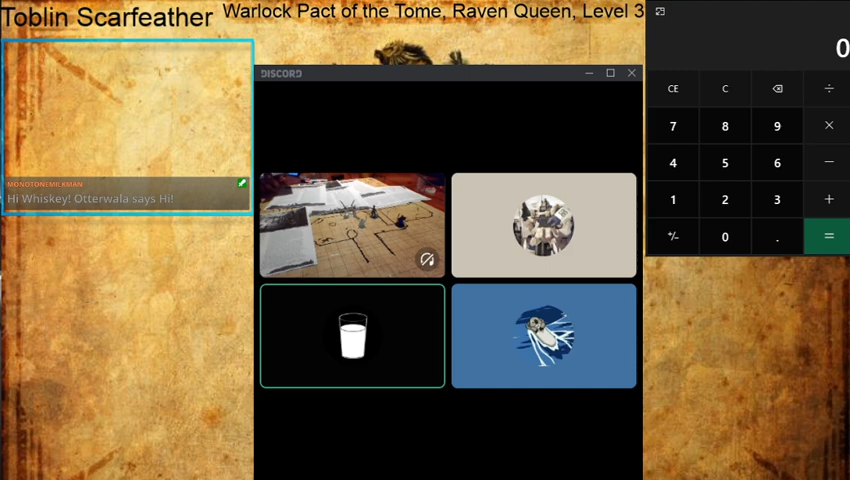 Toblin Scarfeather
Warlock Pact of the Tome, Raven Queen, Level 3
DISCORD
MONOTONEMILKMAN
Hi Whiskey! Otterwala says Hi!
0
CE C ⌫ ÷
7 8 9 ×
4 5 6 −
1 2 3 +
+/- 0 . =